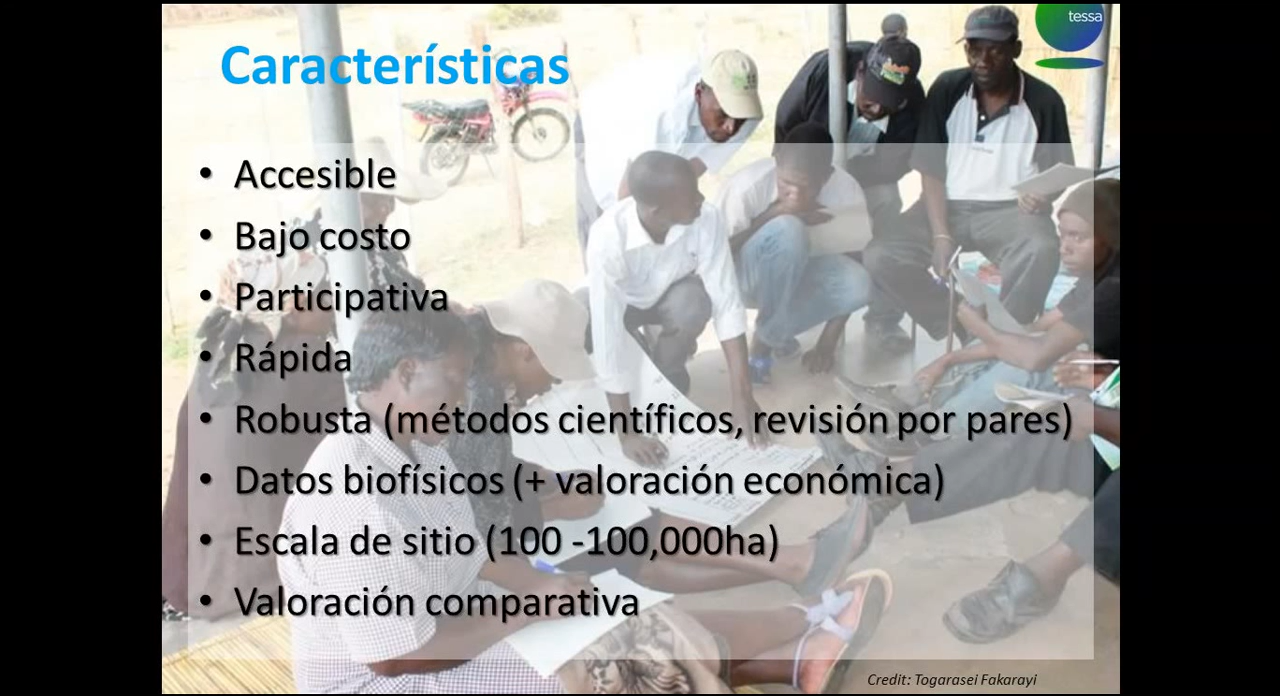 tessa
Características
• Accesible
• Bajo costo
• Participativa
• Rápida
• Robusta (métodos científicos, revisión por pares)
• Datos biofísicos (+ valoración económica)
• Escala de sitio (100 -100,000ha)
• Valoración comparativa
Credit: Togarasei Fakarayi